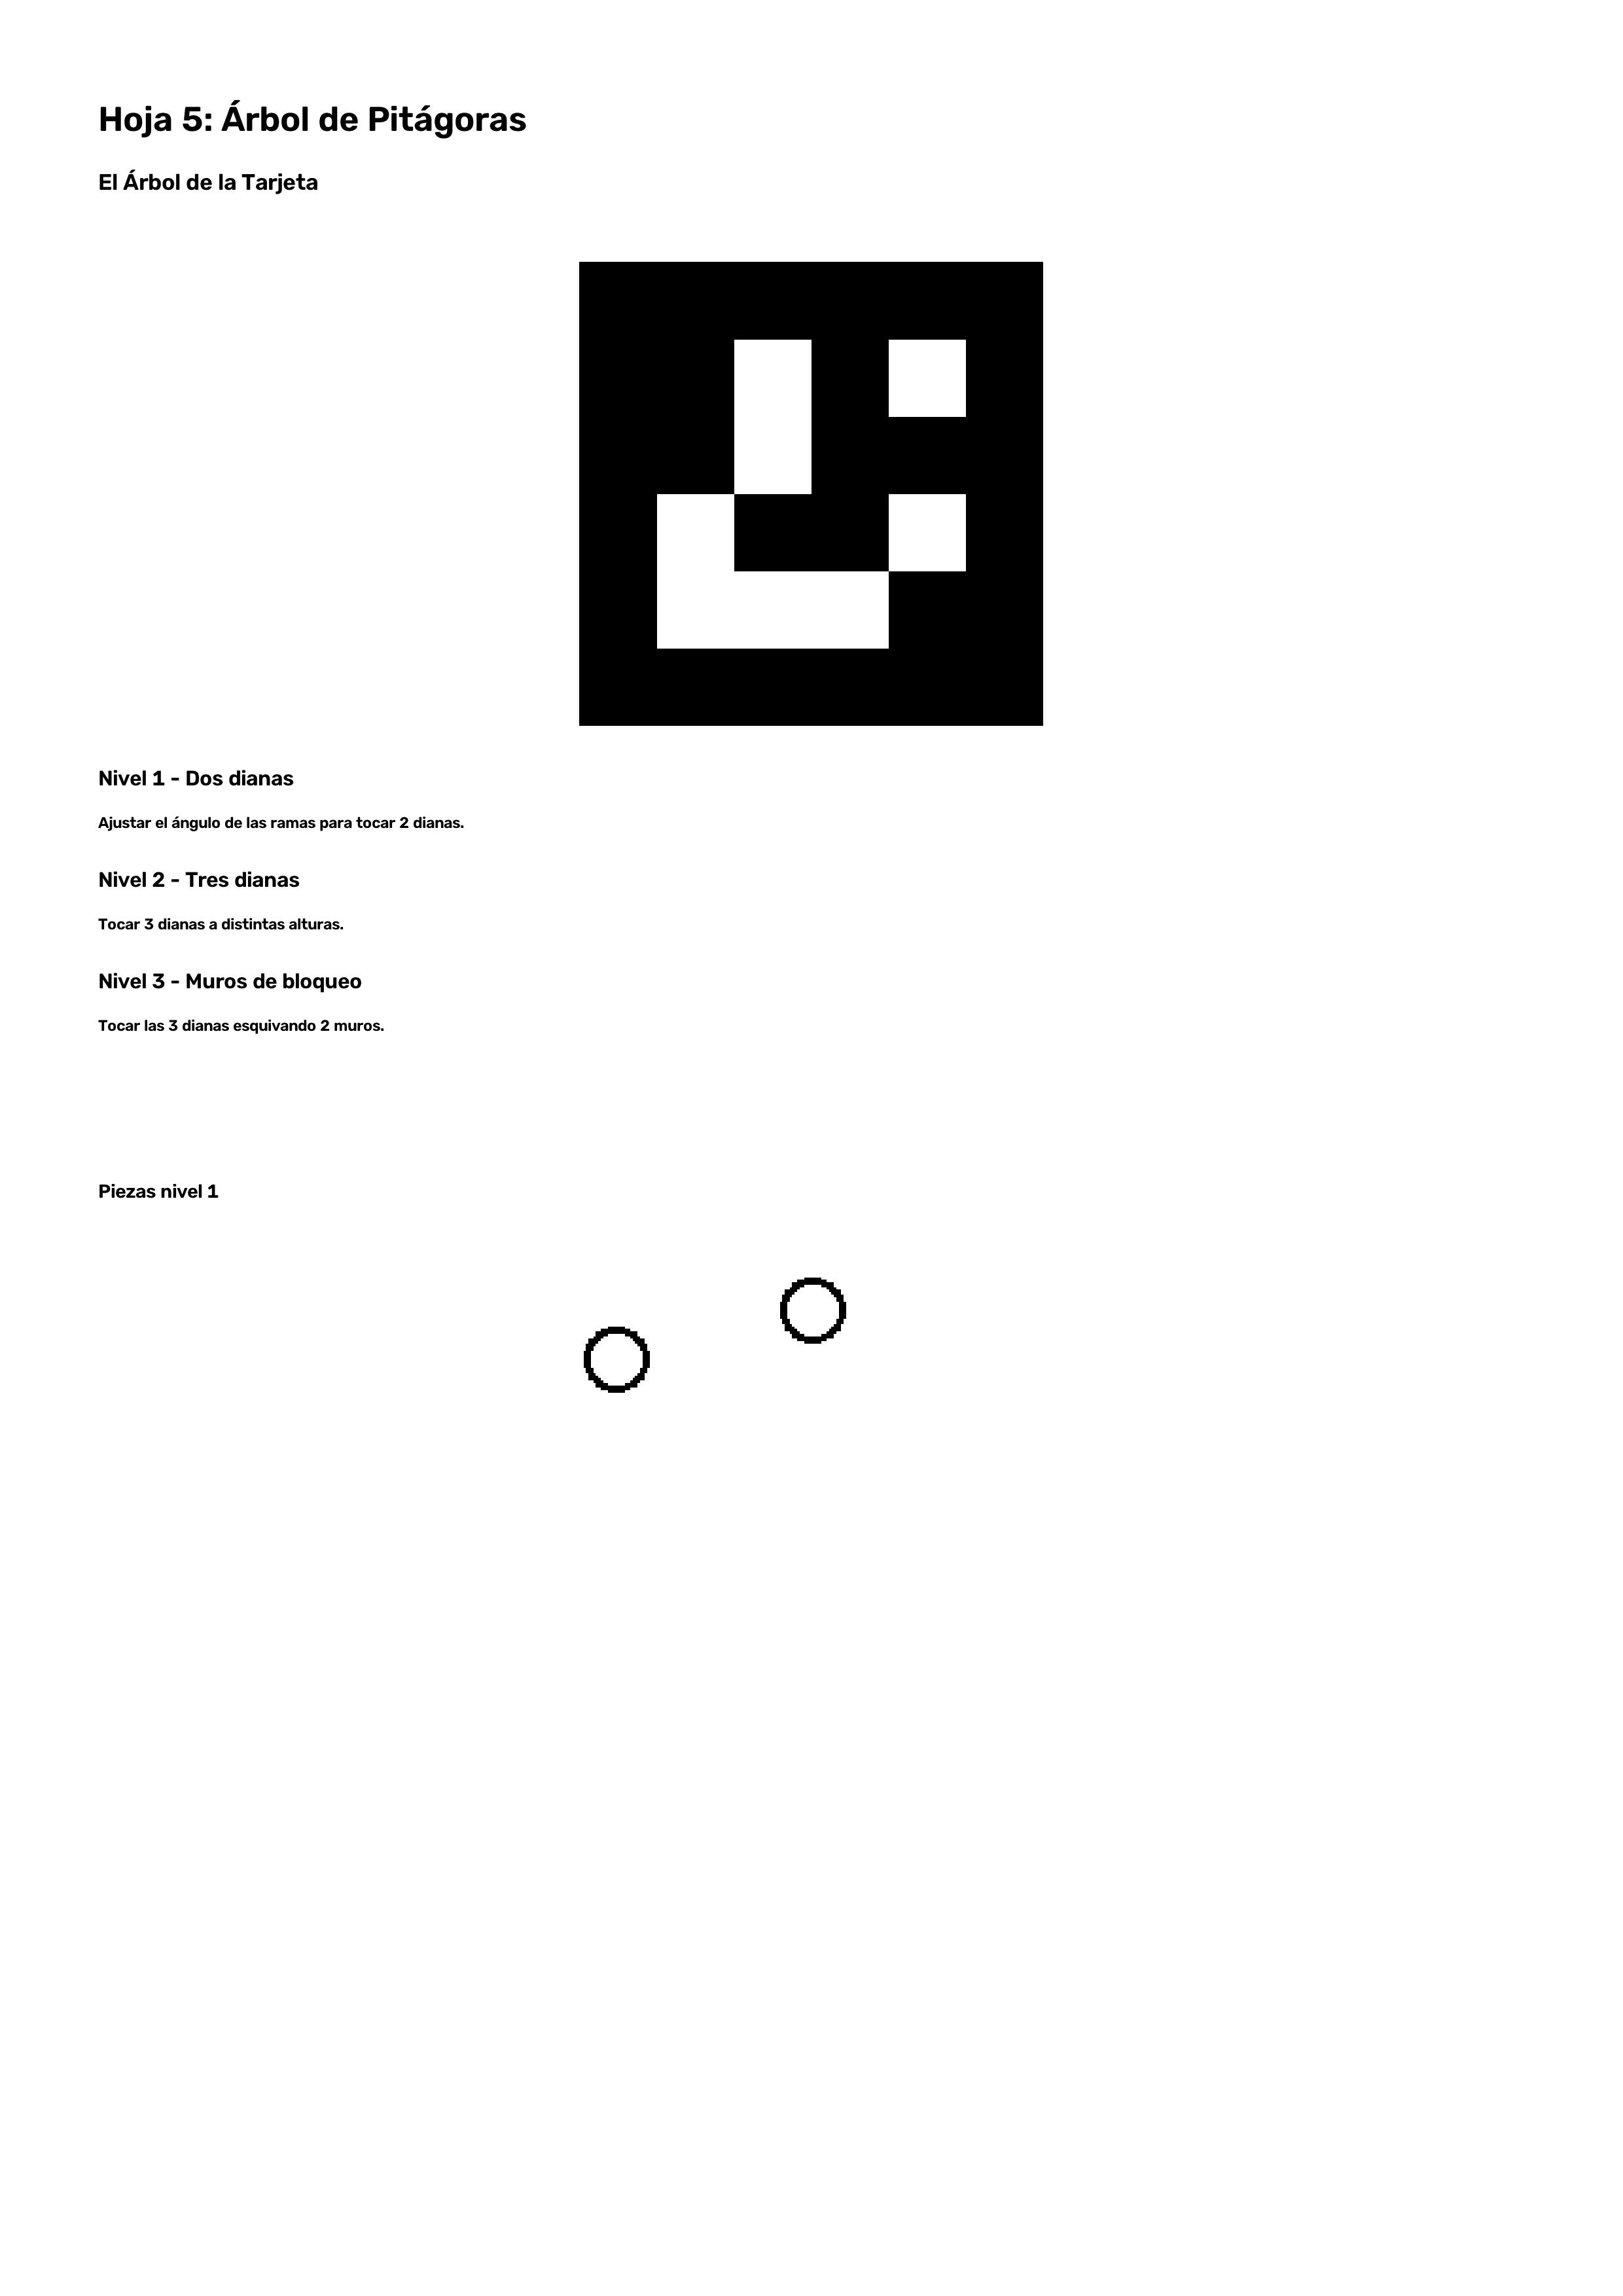 Hoja 5: Árbol de Pitágoras
El Árbol de la Tarjeta
Nivel 1 - Dos dianas
Ajustar el ángulo de las ramas para tocar 2 dianas.
Nivel 2 - Tres dianas
Tocar 3 dianas a distintas alturas.
Nivel 3 - Muros de bloqueo
Tocar las 3 dianas esquivando 2 muros.
Piezas nivel 1